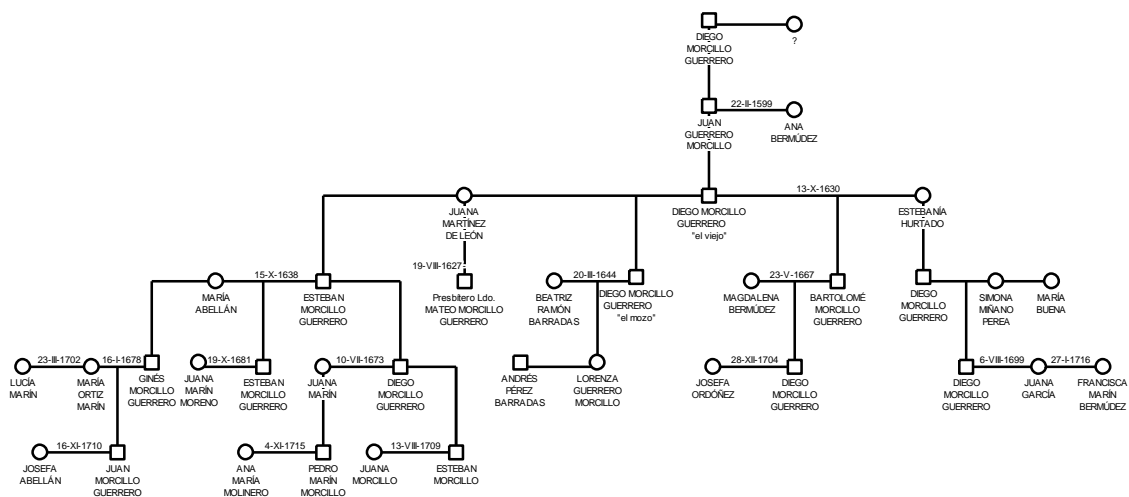 DIEGO
MORCILLO
GUERRERO
?
22-II-1599
JUAN
GUERRERO
MORCILLO
ANA
BERMÚDEZ
13-X-1630
JUANA
MARTÍNEZ
DE LEÓN
DIEGO MORCILLO
GUERRERO
"el viejo"
ESTEBANÍA
HURTADO
19-VIII-1627
15-X-1638
MARÍA
ABELLÁN
ESTEBAN
MORCILLO
GUERRERO
Presbítero Ldo.
MATEO MORCILLO
GUERRERO
20-III-1644
BEATRIZ
RAMÓN
BARRADAS
DIEGO MORCILLO
GUERRERO
"el mozo"
23-V-1667
MAGDALENA
BERMÚDEZ
BARTOLOMÉ
MORCILLO
GUERRERO
DIEGO
MORCILLO
GUERRERO
SIMONA
MIÑANO
PEREA
MARÍA
BUENA
23-III-1702
16-I-1678
LUCÍA
MARÍN
MARÍA
ORTIZ
MARÍN
GINÉS
MORCILLO
GUERRERO
19-X-1681
JUANA
MARÍN
MORENO
ESTEBAN
MORCILLO
GUERRERO
10-VII-1673
JUANA
MARÍN
DIEGO
MORCILLO
GUERRERO
ANDRÉS
PÉREZ
BARRADAS
LORENZA
GUERRERO
MORCILLO
28-XII-1704
JOSEFA
ORDÓÑEZ
DIEGO
MORCILLO
GUERRERO
6-VIII-1699
27-I-1716
DIEGO
MORCILLO
GUERRERO
JUANA
GARCÍA
FRANCISCA
MARÍN
BERMÚDEZ
16-XI-1710
JOSEFA
ABELLÁN
JUAN
MORCILLO
GUERRERO
4-XI-1715
ANA
MARÍA
MOLINERO
PEDRO
MARÍN
MORCILLO
13-VIII-1709
JUANA
MORCILLO
ESTEBAN
MORCILLO